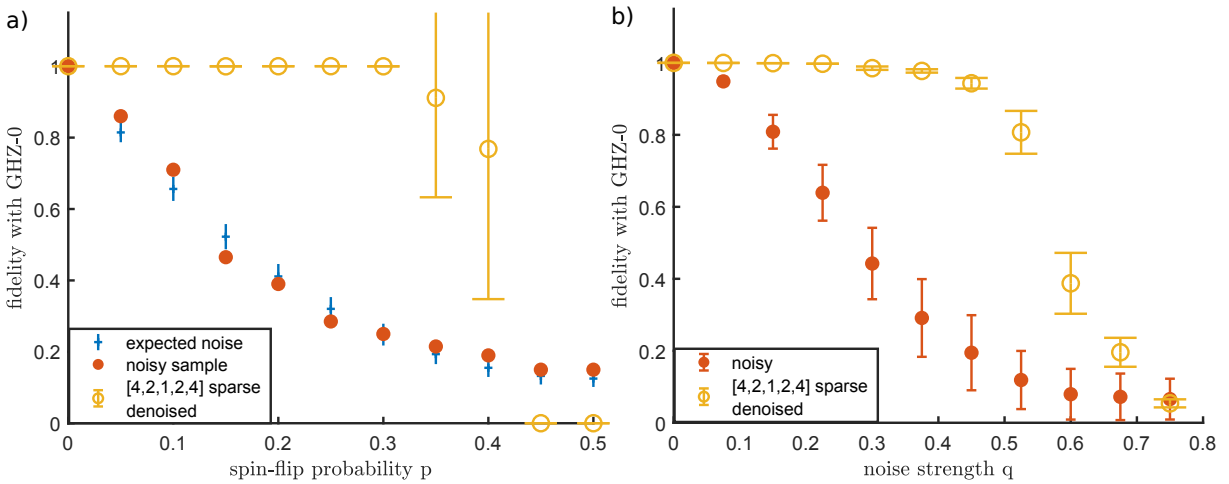 a)
fidelity with GHZ-0
1
0.8
0.6
0.4
0.2
0
expected noise
noisy sample
[4,2,1,2,4] sparse
denoised
0 0.1 0.2 0.3 0.4 0.5
spin-flip probability p
b)
fidelity with GHZ-0
1
0.8
0.6
0.4
0.2
0
noisy
[4,2,1,2,4] sparse
denoised
0 0.1 0.2 0.3 0.4 0.5 0.6 0.7 0.8
noise strength q